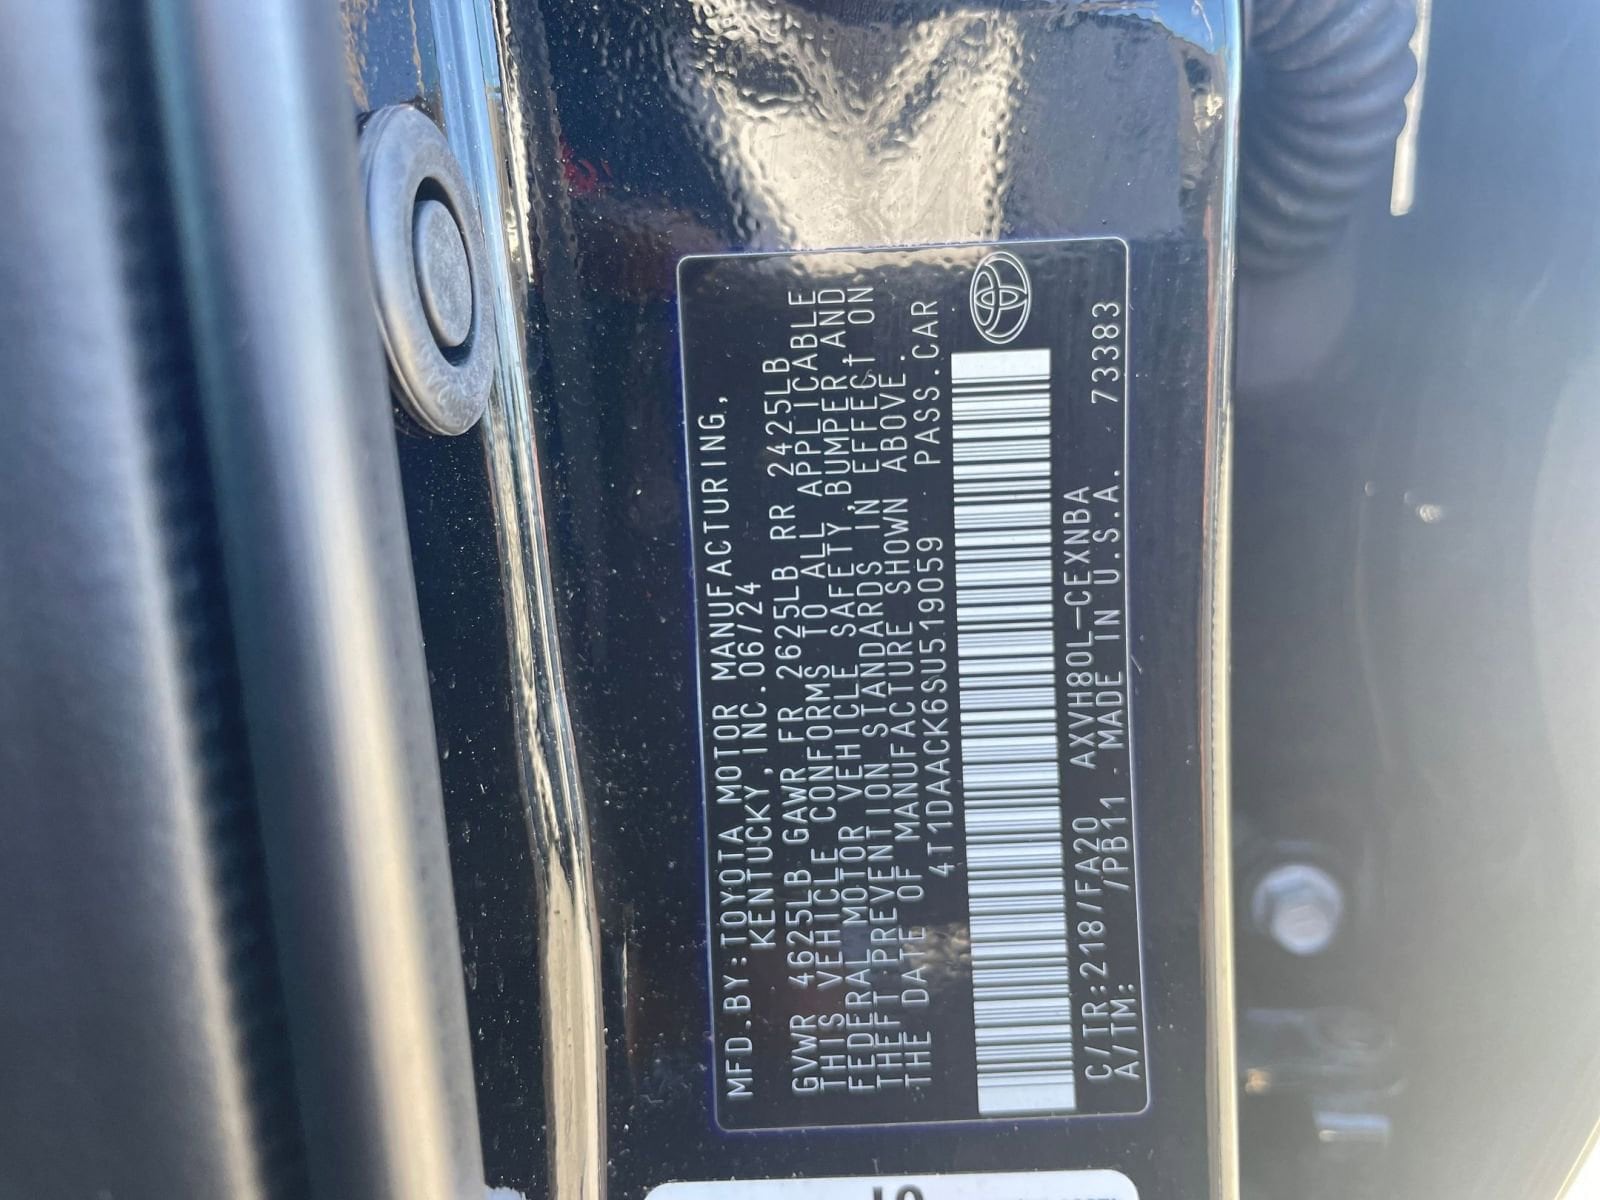 MFD.BY:TOYOTA MOTOR MANUFACTURING,
KENTUCKY,INC.06/24
GVWR 4625LB GAWR FR 2625LB RR 2425LB
THIS VEHICLE CONFORMS TO ALL APPLICABLE
FEDERAL MOTOR VEHICLE SAFETY,BUMPER,AND
THEFT PREVENTION STANDARDS IN EFFECT ON
THE DATE OF MANUFACTURE SHOWN ABOVE.
4T1DAACK6SU519059 PASS.CAR
C/TR:218/FA20 AXVH80L-CEXNBA
A/TM: /PB11 MADE IN U.S.A. 73383